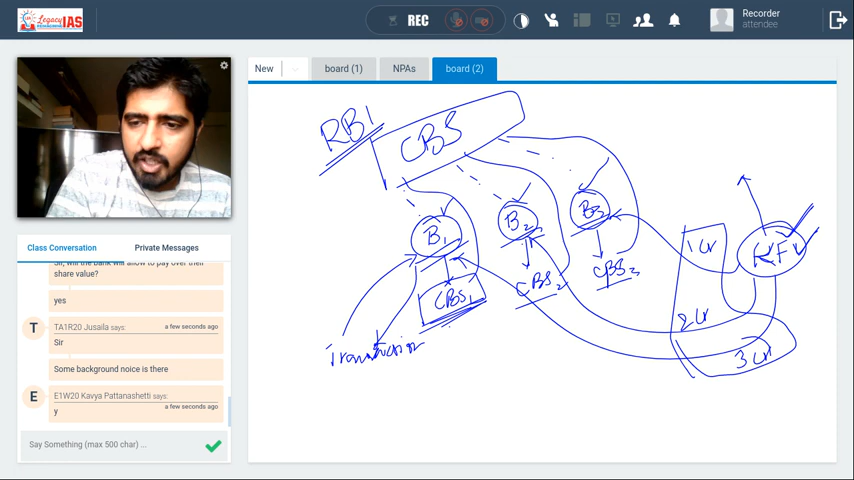 Legacy
IAS
REC
Recorder
attendee
New
board (1)
NPAs
board (2)
RBI
CBS
B1
B2
B3
CBS1
CBS2
CBS3
KFL
1 Cr
2 Cr
3 Cr
Transaction
Class Conversation
Private Messages
Sir, will the bank will allow to pay over their
share value?
yes
T
TA1R20 Jusaila says:
a few seconds ago
Sir
Some background noice is there
E
E1W20 Kavya Pattanashetti says:
a few seconds ago
y
Say Something (max 500 char) ...